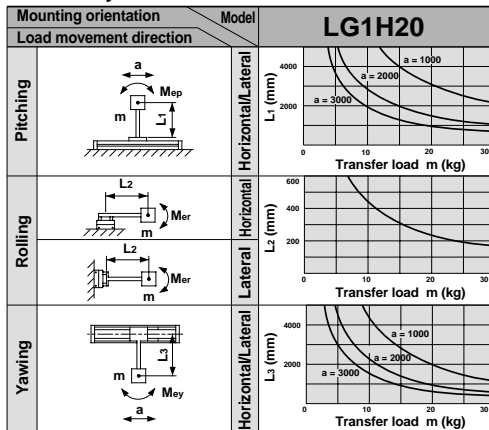 Mounting orientation
Model
Load movement direction
LG1H20
Pitching
a
Mep
m
L1
Horizontal/Lateral
L1 (mm)
4000
2000
a = 1000
a = 2000
a = 3000
0 10 20 30
Transfer load m (kg)
Rolling
L2
Mer
m
Horizontal
L2
Mer
m
Lateral
L2 (mm)
600
400
200
0 10 20 30
Transfer load m (kg)
Yawing
L3
m
Mey
a
Horizontal/Lateral
L3 (mm)
4000
2000
a = 1000
a = 2000
a = 3000
0 10 20 30
Transfer load m (kg)